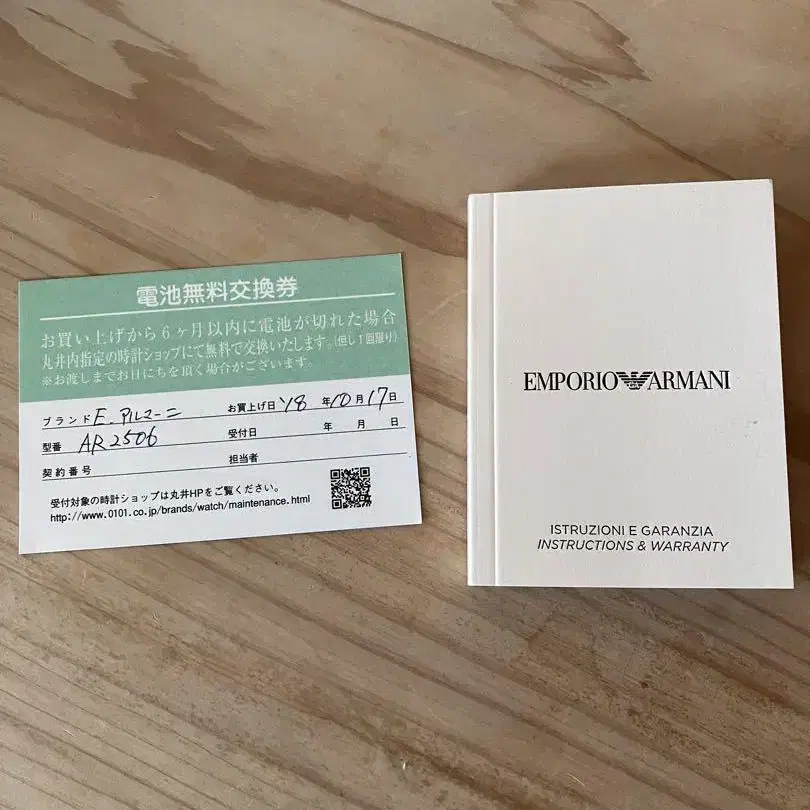 電池無料交換券
お買い上げから6ヶ月以内に電池が切れた場合
丸井内指定の時計ショップにて無料で交換いたします。(但し1回限り)
※お渡しまでお日にちを頂く場合がございます。
ブランド E.アルマーニ お買上げ日 '18 年 10 月 17 日
型番 AR2506 受付日 年 月 日
契約番号 担当者
受付対象の時計ショップは丸井HPをご覧ください。
http://www.0101.co.jp/brands/watch/maintenance.html
EMPORIO ARMANI
ISTRUZIONI E GARANZIA
INSTRUCTIONS & WARRANTY